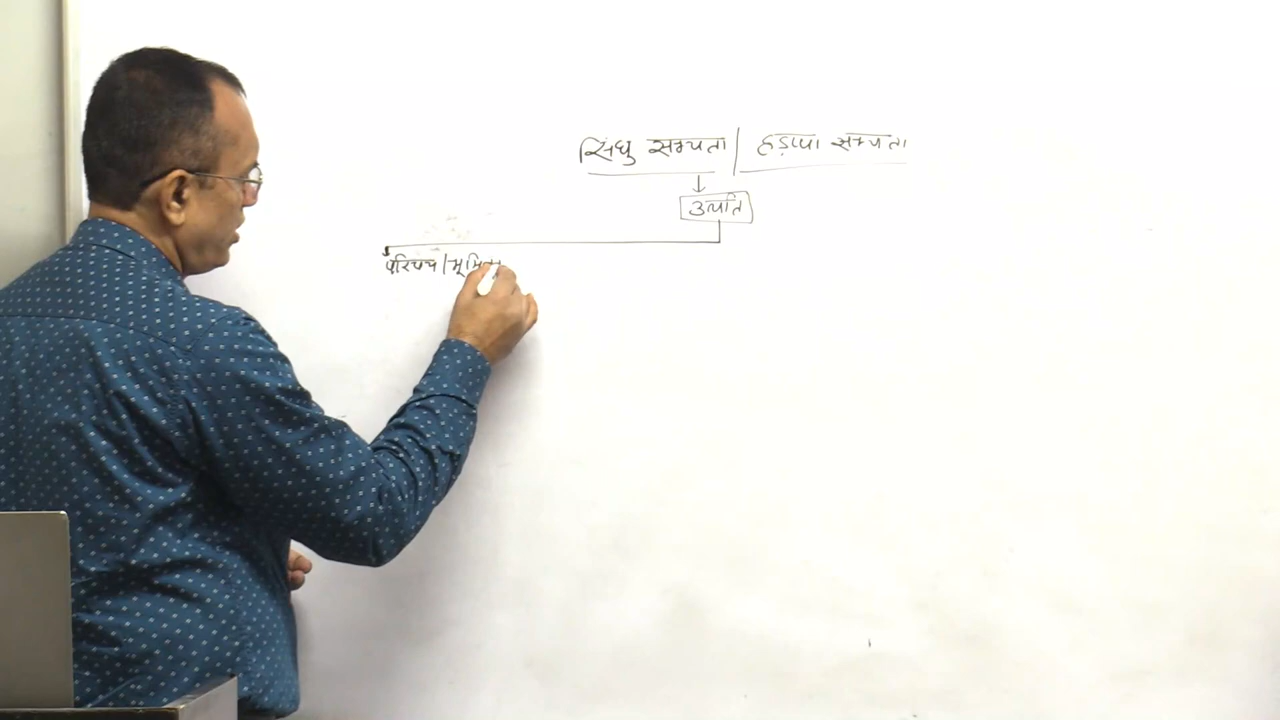 सिंधु सभ्यता | हड़प्पा सभ्यता
उत्पत्ति
परिचय |